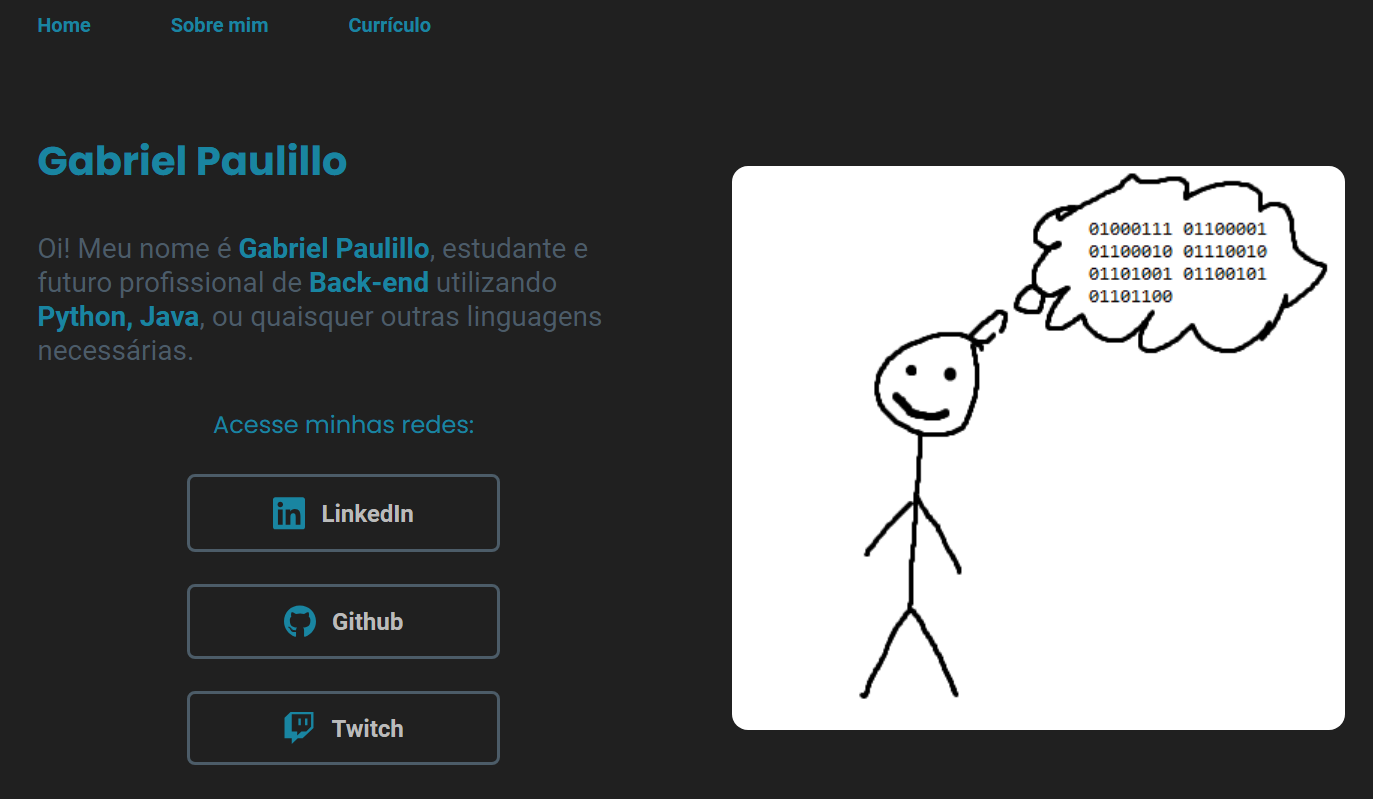 Home Sobre mim Currículo
Gabriel Paulillo
Oi! Meu nome é Gabriel Paulillo, estudante e
futuro profissional de Back-end utilizando
Python, Java, ou quaisquer outras linguagens
necessárias.
Acesse minhas redes:
LinkedIn
Github
Twitch
01000111 01100001
01100010 01110010
01101001 01100101
01101100